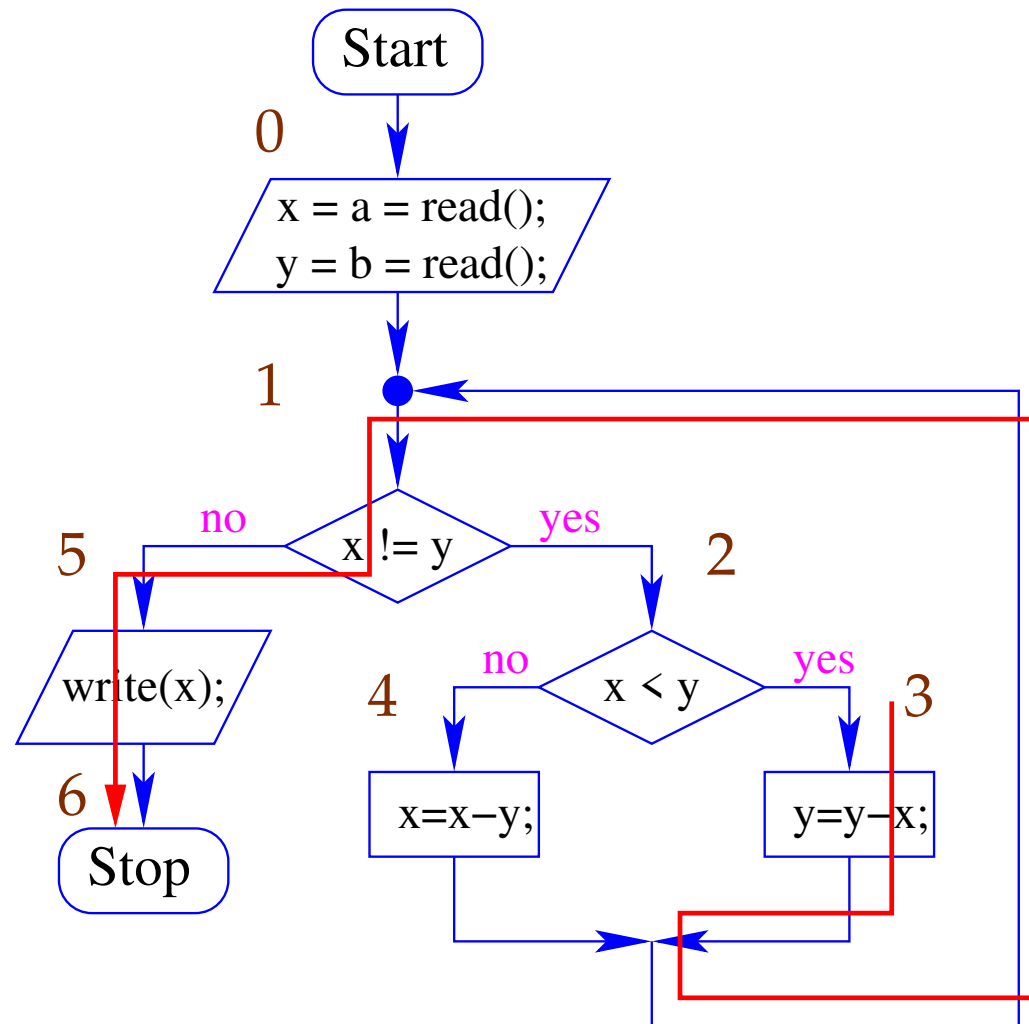 Start
0
x = a = read();
y = b = read();
1
no
yes
5
x != y
2
no
yes
write(x);
4
x < y
3
6
x=x−y;
y=y−x;
Stop